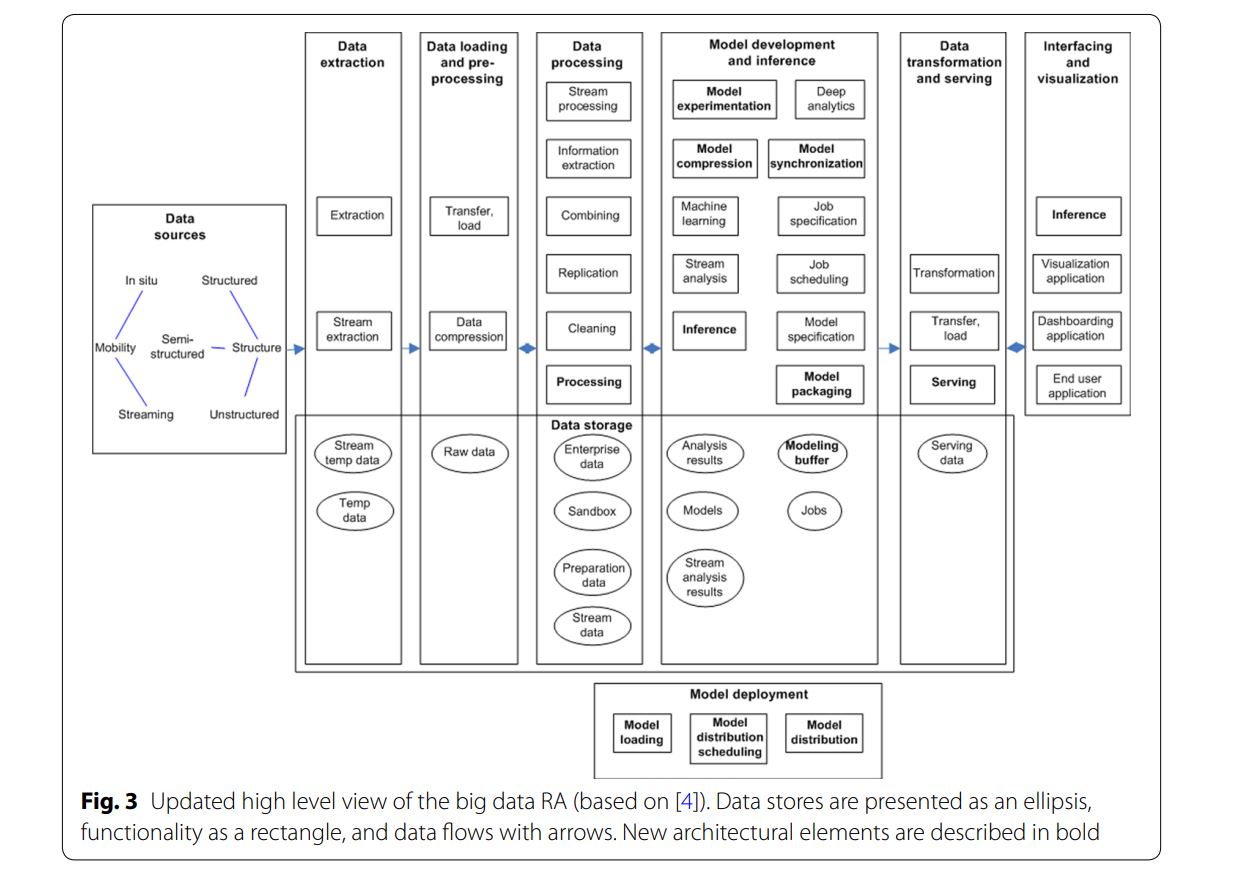 Data
sources
In situ
Structured
Mobility
Semi-
structured
Structure
Streaming
Unstructured
Data
extraction
Extraction
Stream
extraction
Data loading
and pre-
processing
Transfer,
load
Data
compression
Data
processing
Stream
processing
Information
extraction
Combining
Replication
Cleaning
Processing
Model development
and inference
Model
experimentation
Deep
analytics
Model
compression
Model
synchronization
Machine
learning
Job
specification
Stream
analysis
Job
scheduling
Inference
Model
specification
Model
packaging
Data
transformation
and serving
Transformation
Transfer,
load
Serving
Interfacing
and
visualization
Inference
Visualization
application
Dashboarding
application
End user
application
Data storage
Stream
temp data
Temp
data
Raw data
Enterprise
data
Sandbox
Preparation
data
Stream
data
Analysis
results
Modeling
buffer
Models
Jobs
Stream
analysis
results
Serving
data
Model deployment
Model
loading
Model
distribution
scheduling
Model
distribution
Fig. 3 Updated high level view of the big data RA (based on [4]). Data stores are presented as an ellipsis,
functionality as a rectangle, and data flows with arrows. New architectural elements are described in bold